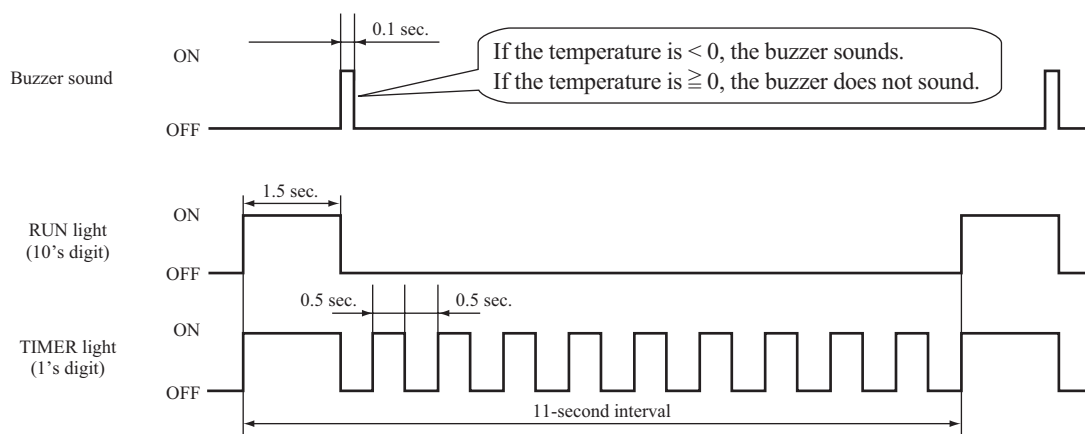 0.1 sec.
If the temperature is < 0, the buzzer sounds.
If the temperature is ≧ 0, the buzzer does not sound.
ON
Buzzer sound
OFF
1.5 sec.
ON
RUN light
(10's digit)
OFF
0.5 sec.
0.5 sec.
ON
TIMER light
(1's digit)
OFF
11-second interval